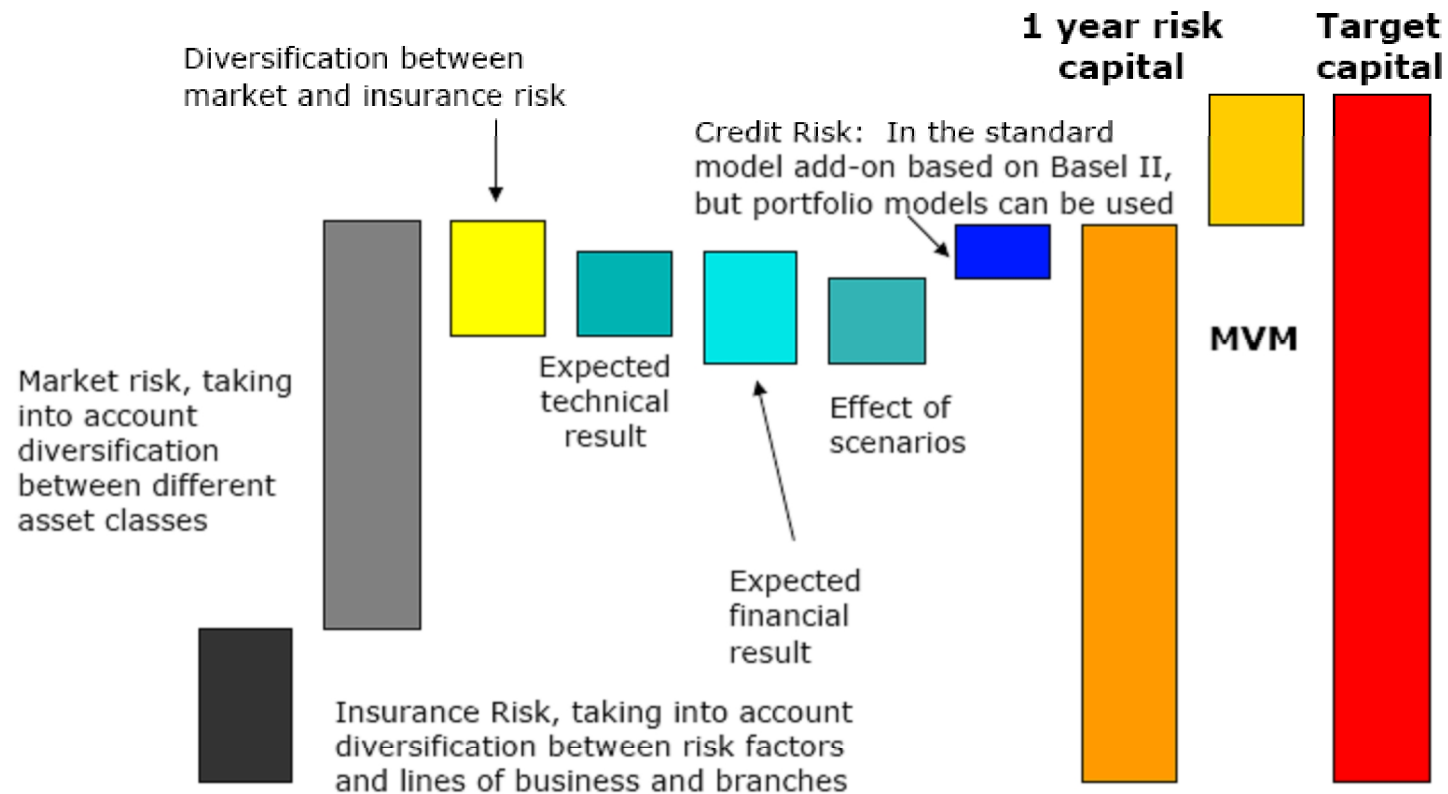 1 year risk
capital
Target
capital
Diversification between
market and insurance risk
Credit Risk:  In the standard
model add-on based on Basel II,
but portfolio models can be used
MVM
Expected
technical
result
Effect of
scenarios
Market risk, taking
into account
diversification
between different
asset classes
Expected
financial
result
Insurance Risk, taking into account
diversification between risk factors
and lines of business and branches